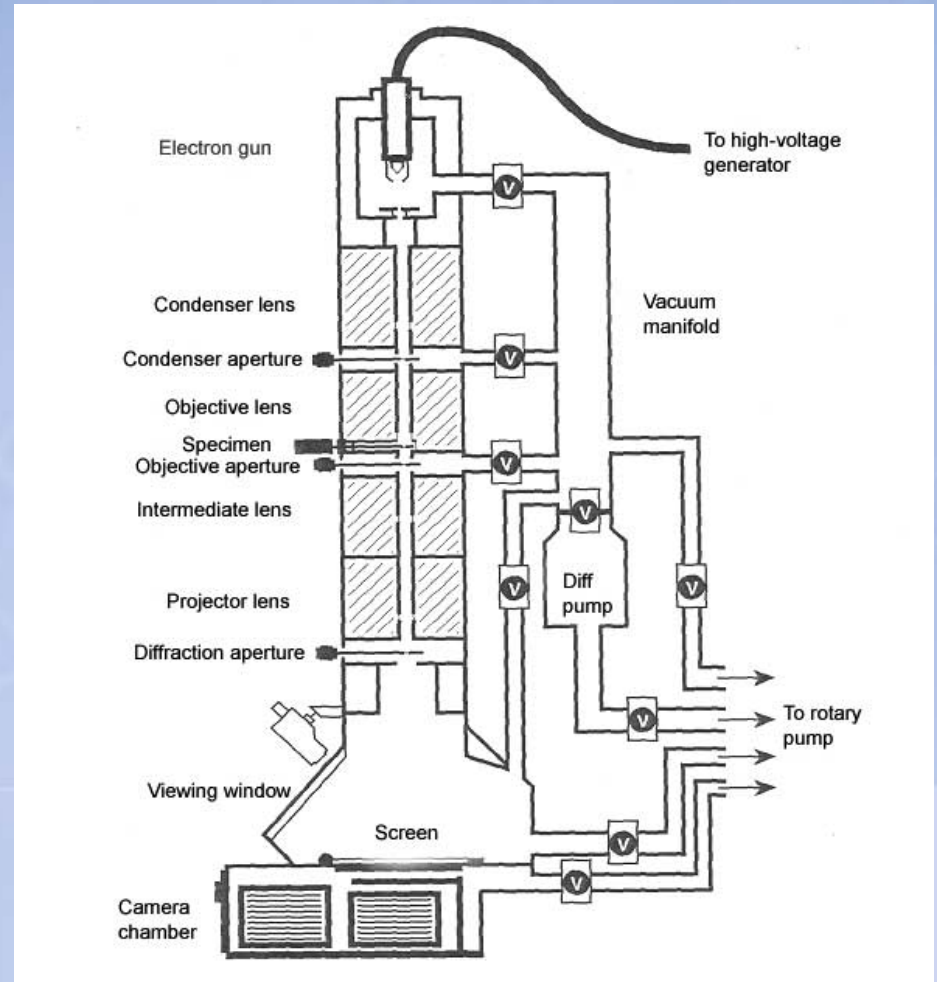 Electron gun
To high-voltage
generator
V
Condenser lens
Vacuum
manifold
Condenser aperture
V
Objective lens
Specimen
Objective aperture
V
Intermediate lens
V
Diff
pump
V
V
Projector lens
Diffraction aperture
V
To rotary
pump
Viewing window
Screen
V
V
Camera
chamber